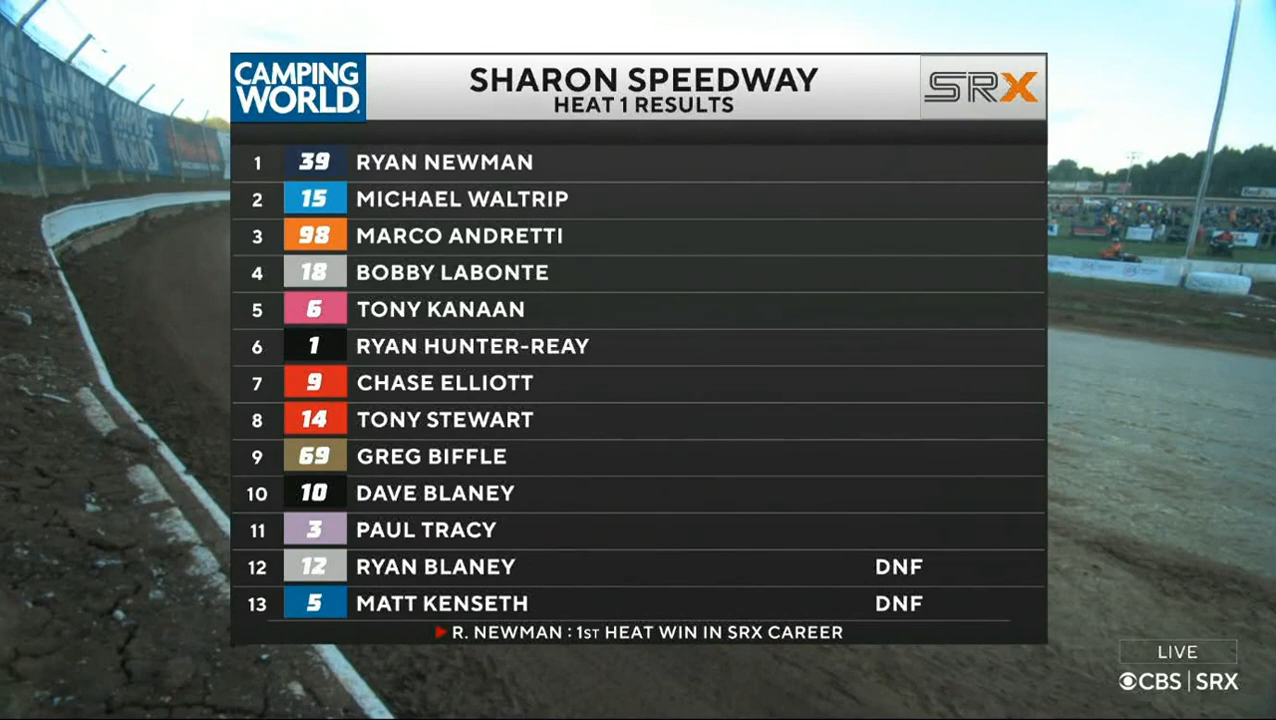 CAMPING WORLD
SHARON SPEEDWAY
HEAT 1 RESULTS
SRX
1 39 RYAN NEWMAN
2 15 MICHAEL WALTRIP
3 98 MARCO ANDRETTI
4 18 BOBBY LABONTE
5 6 TONY KANAAN
6 1 RYAN HUNTER-REAY
7 9 CHASE ELLIOTT
8 14 TONY STEWART
9 69 GREG BIFFLE
10 10 DAVE BLANEY
11 3 PAUL TRACY
12 12 RYAN BLANEY DNF
13 5 MATT KENSETH DNF
R. NEWMAN : 1ST HEAT WIN IN SRX CAREER
LIVE
CBS | SRX